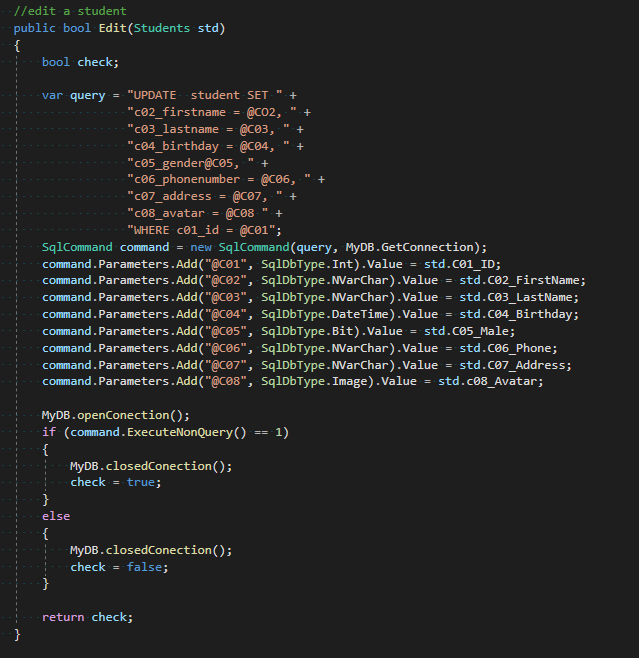 //edit a student
public bool Edit(Students std)
{
    bool check;

    var query = "UPDATE  student SET " +
                "c02_firstname = @CO2, " +
                "c03_lastname = @C03, " +
                "c04_birthday = @C04, " +
                "c05_gender@C05, " +
                "c06_phonenumber = @C06, " +
                "c07_address = @C07, " +
                "c08_avatar = @C08 " +
                "WHERE c01_id = @C01";
    SqlCommand command = new SqlCommand(query, MyDB.GetConnection);
    command.Parameters.Add("@C01", SqlDbType.Int).Value = std.C01_ID;
    command.Parameters.Add("@C02", SqlDbType.NVarChar).Value = std.C02_FirstName;
    command.Parameters.Add("@C03", SqlDbType.NVarChar).Value = std.C03_LastName;
    command.Parameters.Add("@C04", SqlDbType.DateTime).Value = std.C04_Birthday;
    command.Parameters.Add("@C05", SqlDbType.Bit).Value = std.C05_Male;
    command.Parameters.Add("@C06", SqlDbType.NVarChar).Value = std.C06_Phone;
    command.Parameters.Add("@C07", SqlDbType.NVarChar).Value = std.C07_Address;
    command.Parameters.Add("@C08", SqlDbType.Image).Value = std.c08_Avatar;

    MyDB.openConection();
    if (command.ExecuteNonQuery() == 1)
    {
        MyDB.closedConection();
        check = true;
    }
    else
    {
        MyDB.closedConection();
        check = false;
    }

    return check;
}